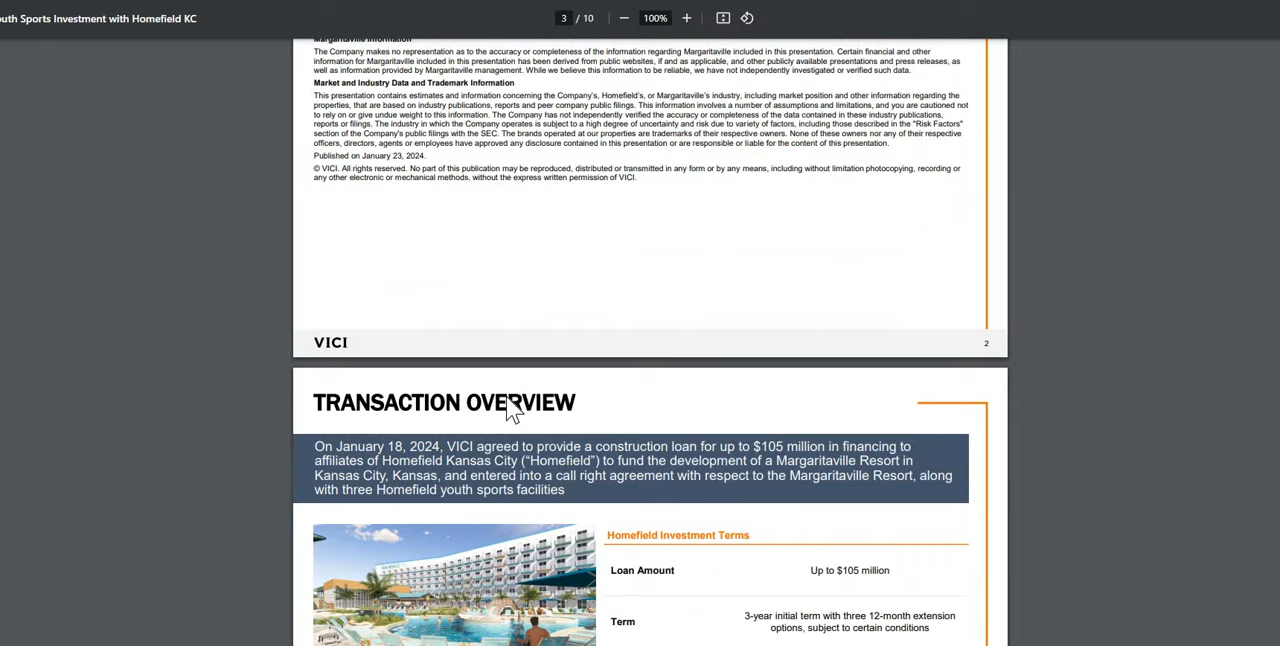 outh Sports Investment with Homefield KC
3 / 10
100%
Margaritaville Information
The Company makes no representation as to the accuracy or completeness of the information regarding Margaritaville included in this presentation. Certain financial and other
information for Margaritaville included in this presentation has been derived from public websites, if and as applicable, and other publicly available presentations and press releases, as
well as information provided by Margaritaville management. While we believe this information to be reliable, we have not independently investigated or verified such data.
Market and Industry Data and Trademark Information
This presentation contains estimates and information concerning the Company's, Homefield's, or Margaritaville's industry, including market position and other information regarding the
properties, that are based on industry publications, reports and peer company public filings. This information involves a number of assumptions and limitations, and you are cautioned not
to rely on or give undue weight to this information. The Company has not independently verified the accuracy or completeness of the data contained in these industry publications,
reports or filings. The industry in which the Company operates is subject to a high degree of uncertainty and risk due to variety of factors, including those described in the "Risk Factors"
section of the Company's public filings with the SEC. The brands operated at our properties are trademarks of their respective owners. None of these owners nor any of their respective
officers, directors, agents or employees have approved any disclosure contained in this presentation or are responsible or liable for the content of this presentation.
Published on January 23, 2024.
© VICI. All rights reserved. No part of this publication may be reproduced, distributed or transmitted in any form or by any means, including without limitation photocopying, recording or
any other electronic or mechanical methods, without the express written permission of VICI.
VICI
2
TRANSACTION OVERVIEW
On January 18, 2024, VICI agreed to provide a construction loan for up to $105 million in financing to
affiliates of Homefield Kansas City (“Homefield”) to fund the development of a Margaritaville Resort in
Kansas City, Kansas, and entered into a call right agreement with respect to the Margaritaville Resort, along
with three Homefield youth sports facilities
Homefield Investment Terms
Loan Amount
Up to $105 million
Term
3-year initial term with three 12-month extension
options, subject to certain conditions